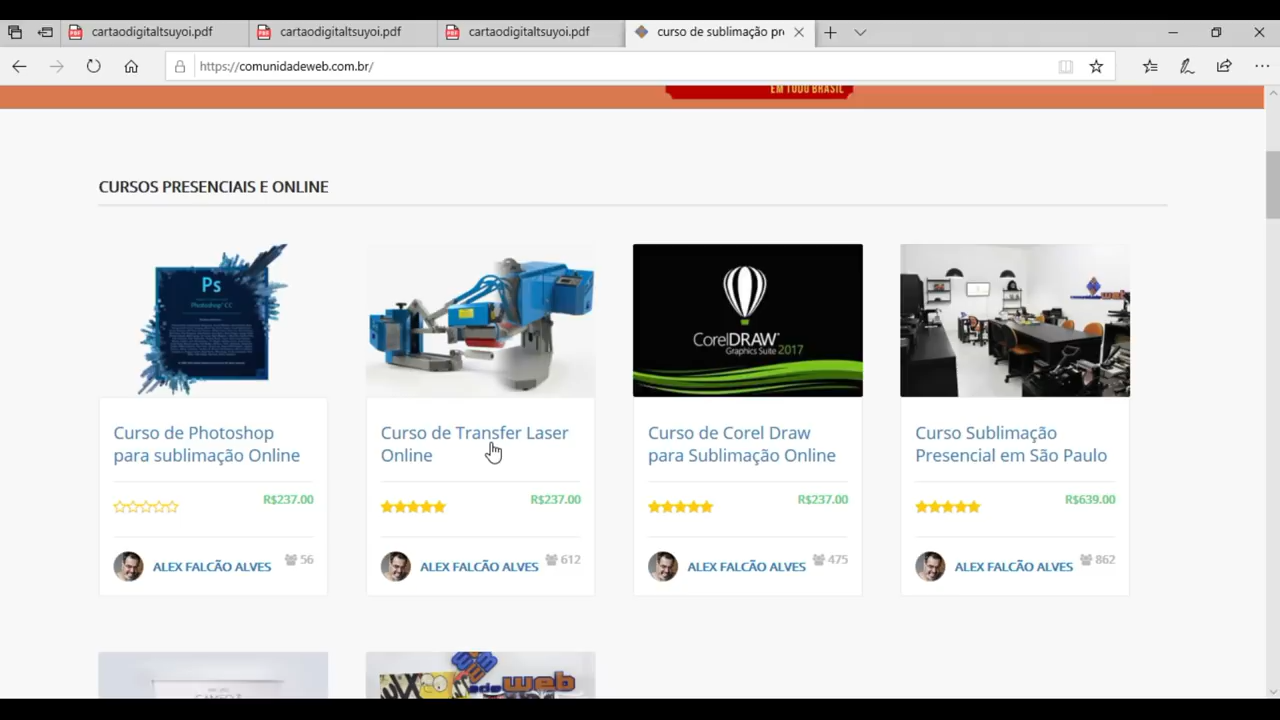 cartaodigitaltsuyoi.pdf
cartaodigitaltsuyoi.pdf
cartaodigitaltsuyoi.pdf
curso de sublimação pr
https://comunidadeweb.com.br/
EM TODO BRASIL
CURSOS PRESENCIAIS E ONLINE
Ps
Photoshop CC
CorelDRAW
Graphics Suite 2017
Curso de Photoshop
para sublimação Online
R$237.00
ALEX FALCÃO ALVES
56
Curso de Transfer Laser
Online
R$237.00
ALEX FALCÃO ALVES
612
Curso de Corel Draw
para Sublimação Online
R$237.00
ALEX FALCÃO ALVES
475
Curso Sublimação
Presencial em São Paulo
R$639.00
ALEX FALCÃO ALVES
862
web